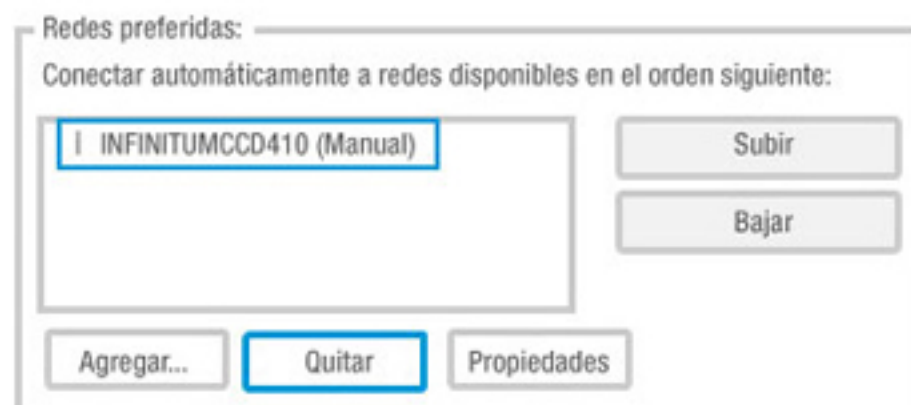 Redes preferidas:
Conectar automáticamente a redes disponibles en el orden siguiente:
INFINITUMCCD410 (Manual)
Subir
Bajar
Agregar...
Quitar
Propiedades